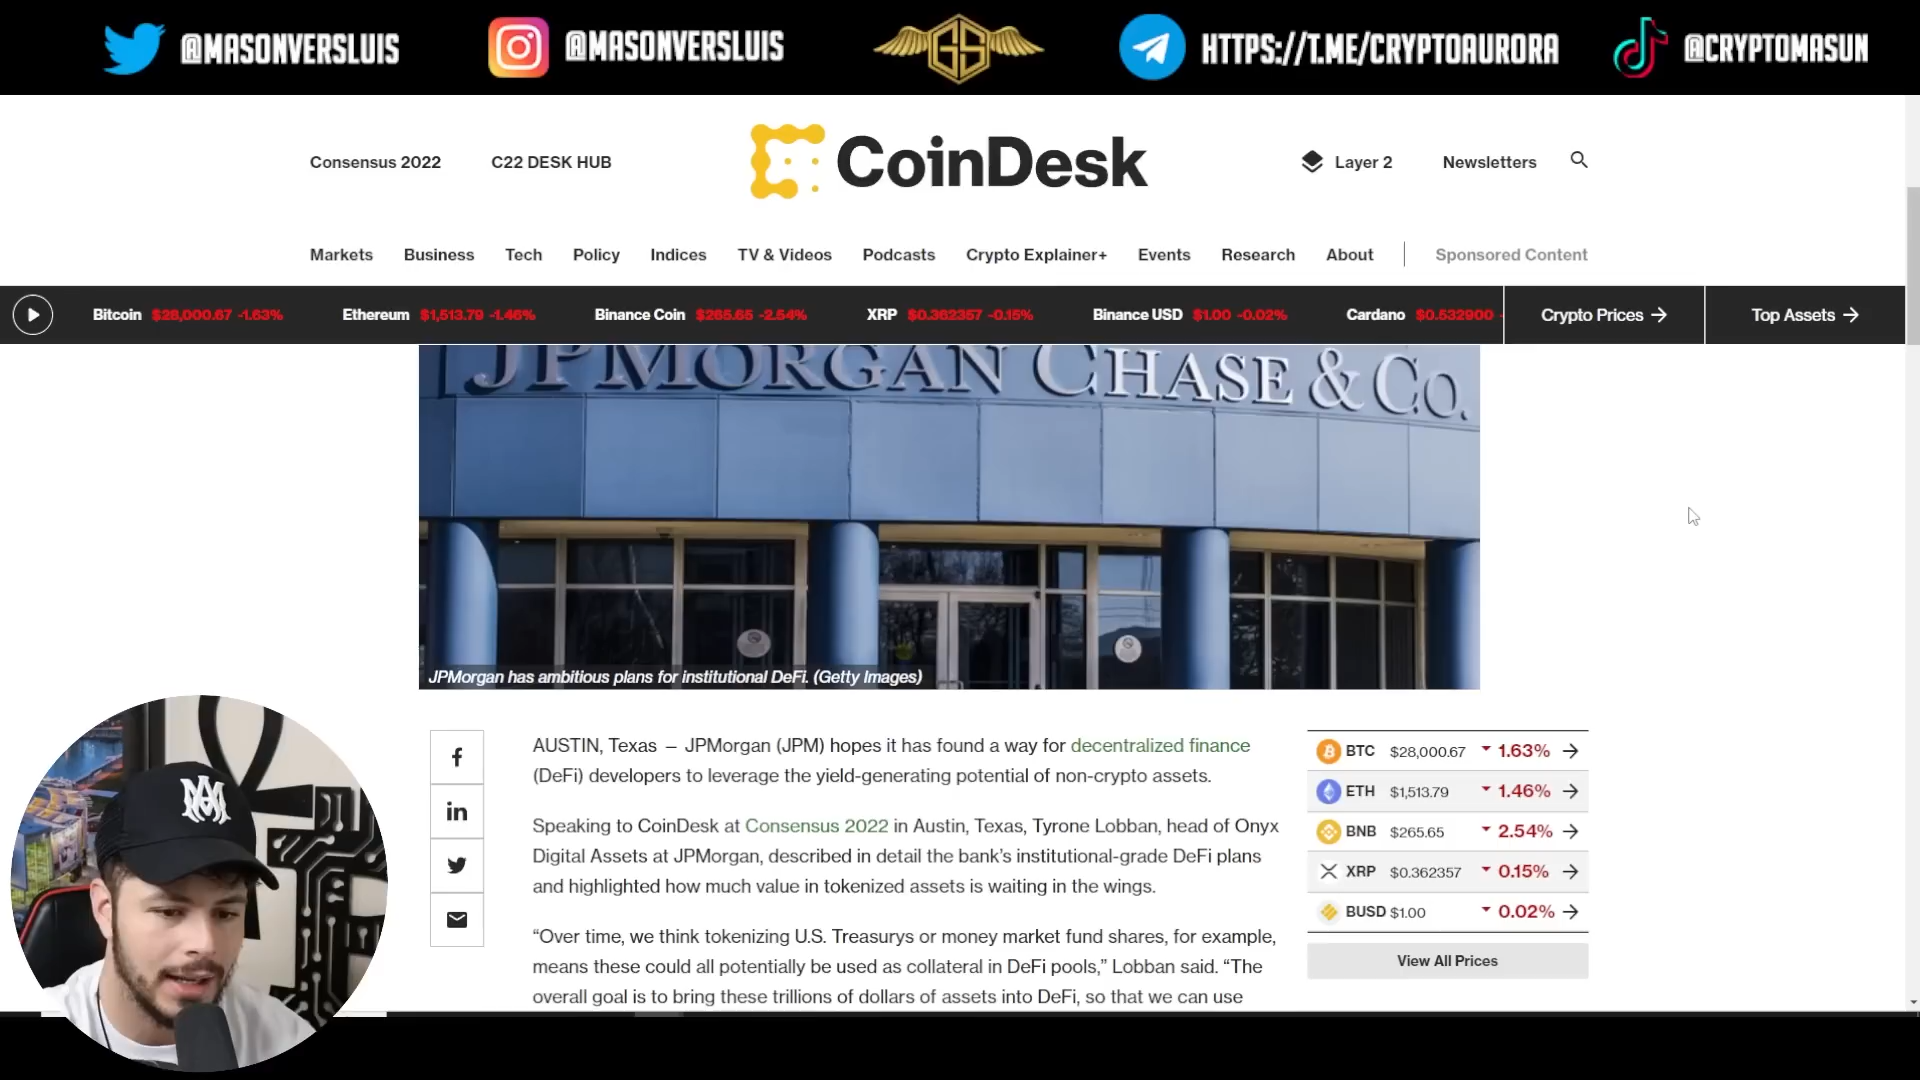 @MASONVERSLUIS
@MASONVERSLUIS
GS
HTTPS://T.ME/CRYPTOAURORA
@CRYPTOMASUN
Consensus 2022
C22 DESK HUB
CoinDesk
Layer 2
Newsletters
Markets
Business
Tech
Policy
Indices
TV & Videos
Podcasts
Crypto Explainer+
Events
Research
About
Sponsored Content
Bitcoin $28,000.67 -1.63%
Ethereum $1,513.79 -1.46%
Binance Coin $265.65 -2.54%
XRP $0.362357 -0.15%
Binance USD $1.00 -0.02%
Cardano $0.532900 -
Crypto Prices →
Top Assets →
JPMORGAN CHASE & CO.
JPMorgan has ambitious plans for institutional DeFi. (Getty Images)
AUSTIN, Texas — JPMorgan (JPM) hopes it has found a way for decentralized finance
(DeFi) developers to leverage the yield-generating potential of non-crypto assets.
Speaking to CoinDesk at Consensus 2022 in Austin, Texas, Tyrone Lobban, head of Onyx
Digital Assets at JPMorgan, described in detail the bank’s institutional-grade DeFi plans
and highlighted how much value in tokenized assets is waiting in the wings.
“Over time, we think tokenizing U.S. Treasurys or money market fund shares, for example,
means these could all potentially be used as collateral in DeFi pools,” Lobban said. “The
overall goal is to bring these trillions of dollars of assets into DeFi, so that we can use
BTC $28,000.67 1.63% →
ETH $1,513.79 1.46% →
BNB $265.65 2.54% →
XRP $0.362357 0.15% →
BUSD $1.00 0.02% →
View All Prices